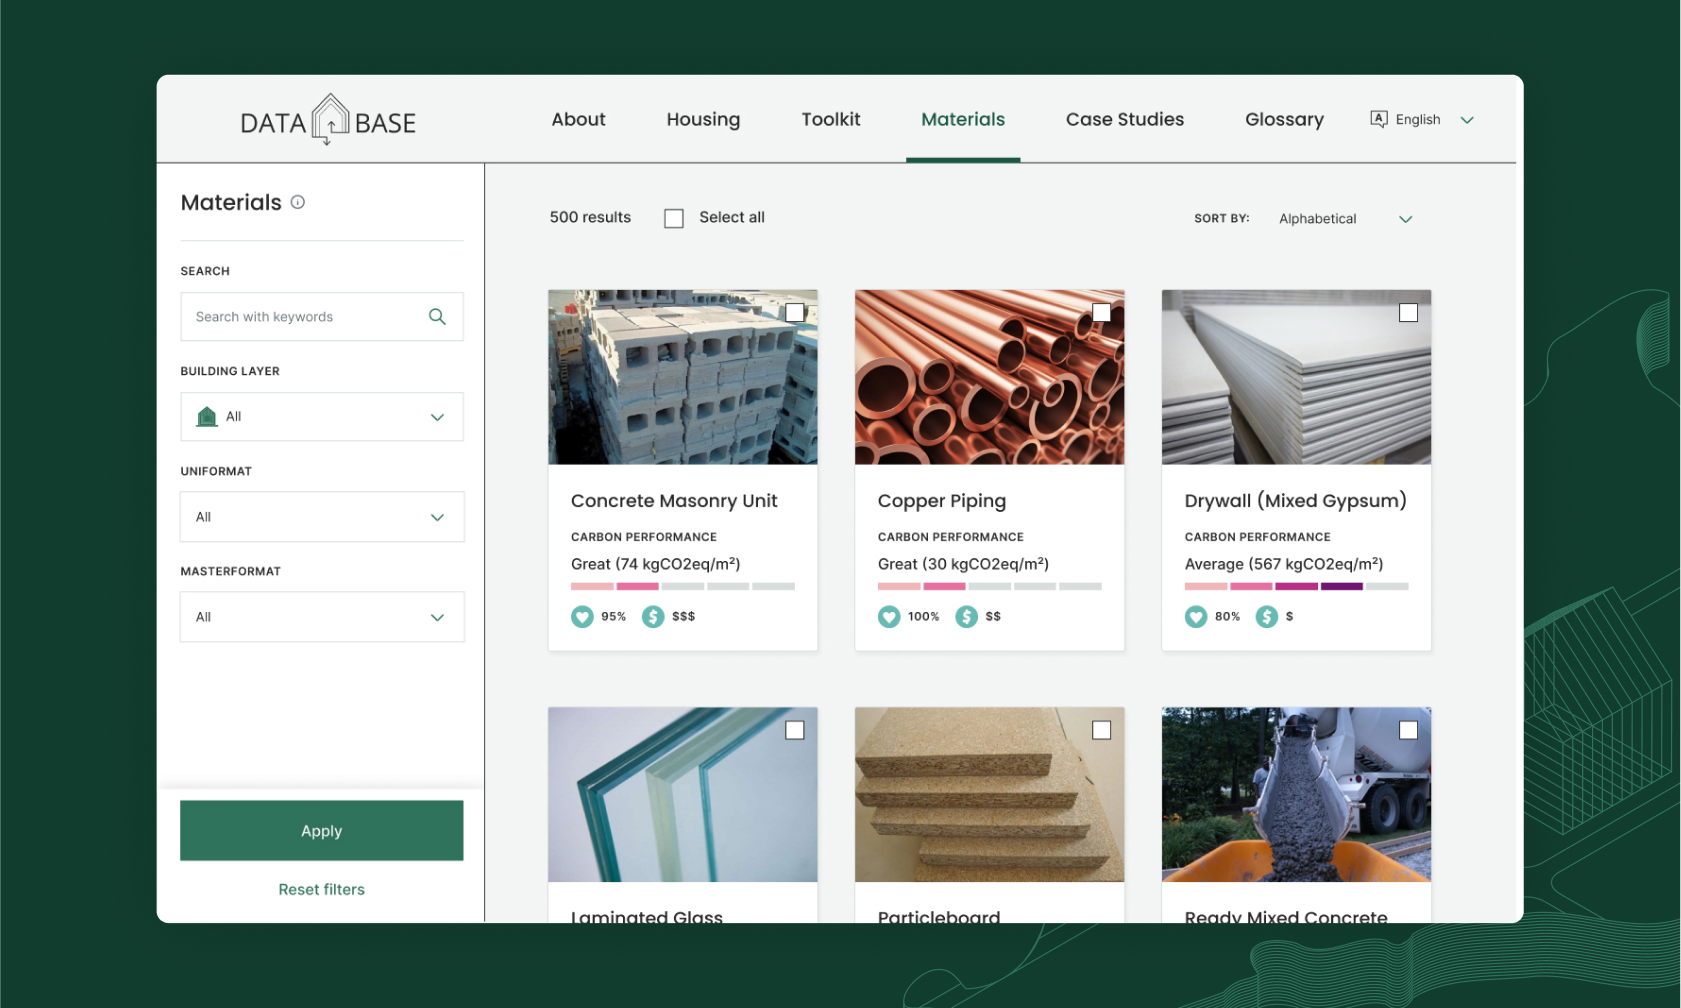 DATA BASE
About Housing Toolkit Materials Case Studies Glossary A English
Materials
SEARCH
Search with keywords
BUILDING LAYER
All
UNIFORMAT
All
MASTERFORMAT
All
Apply
Reset filters
500 results Select all SORT BY: Alphabetical
Concrete Masonry Unit
CARBON PERFORMANCE
Great (74 kgCO2eq/m²)
95% $ $$$
Copper Piping
CARBON PERFORMANCE
Great (30 kgCO2eq/m²)
100% $ $$
Drywall (Mixed Gypsum)
CARBON PERFORMANCE
Average (567 kgCO2eq/m²)
80% $ $
Laminated Glass
Particleboard
Ready Mixed Concrete